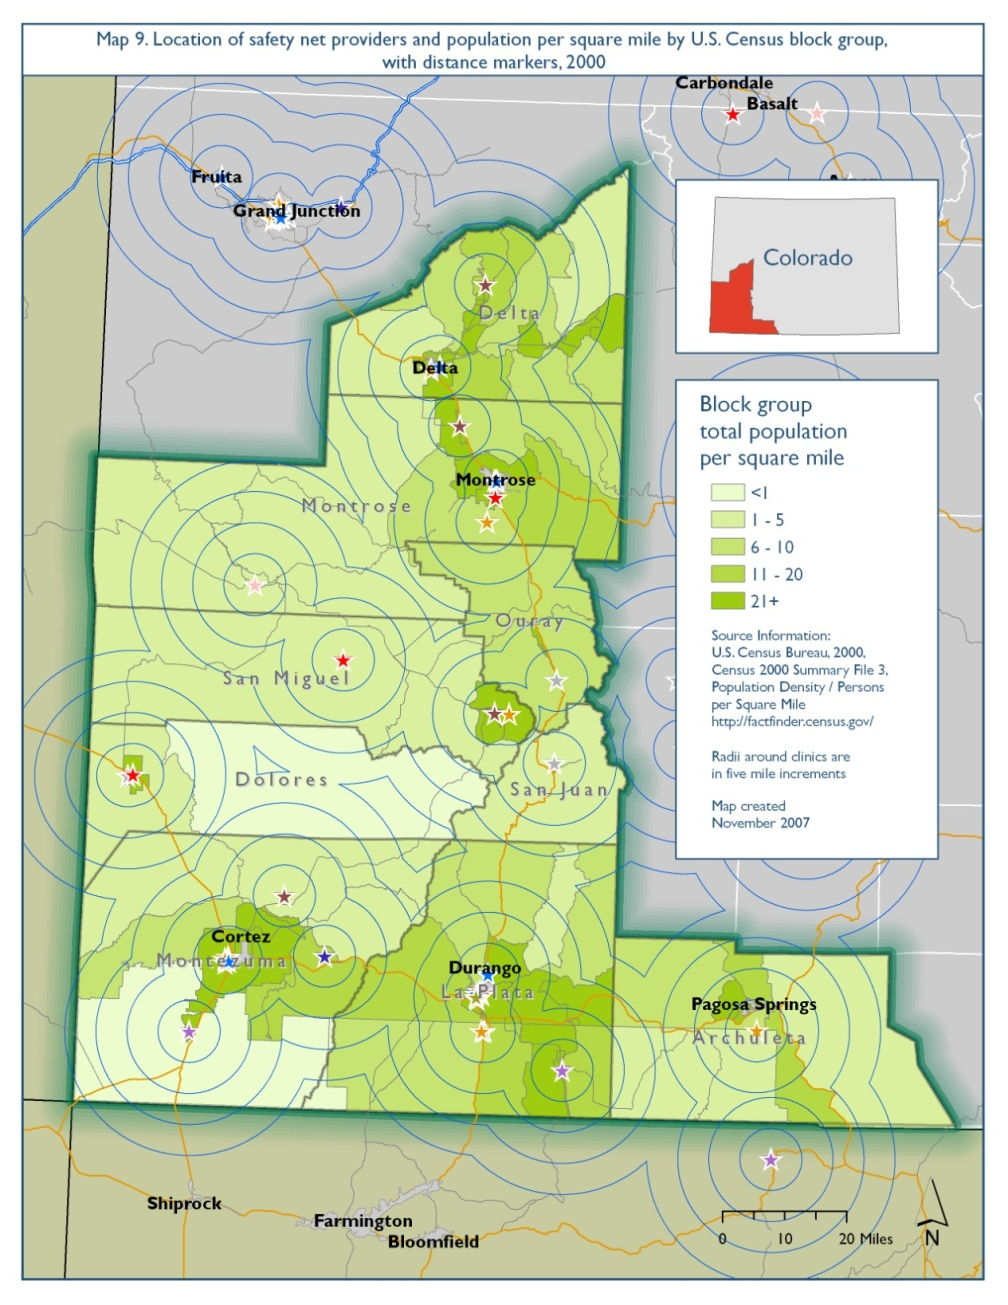 Map 9. Location of safety net providers and population per square mile by U.S. Census block group,
with distance markers, 2000
Carbondale
Basalt
Fruita
Grand Junction
Colorado
Delta
Delta
Block group
total population
per square mile
<1
1 - 5
6 - 10
11 - 20
21+
Montrose
Montrose
Ouray
San Miguel
Source Information:
U.S. Census Bureau, 2000,
Census 2000 Summary File 3,
Population Density / Persons
per Square Mile
http://factfinder.census.gov/
Radii around clinics are
in five mile increments
Map created
November 2007
Dolores
San Juan
Cortez
Montezuma
Durango
La Plata
Pagosa Springs
Archuleta
Shiprock
Farmington
Bloomfield
0 10 20 Miles
N